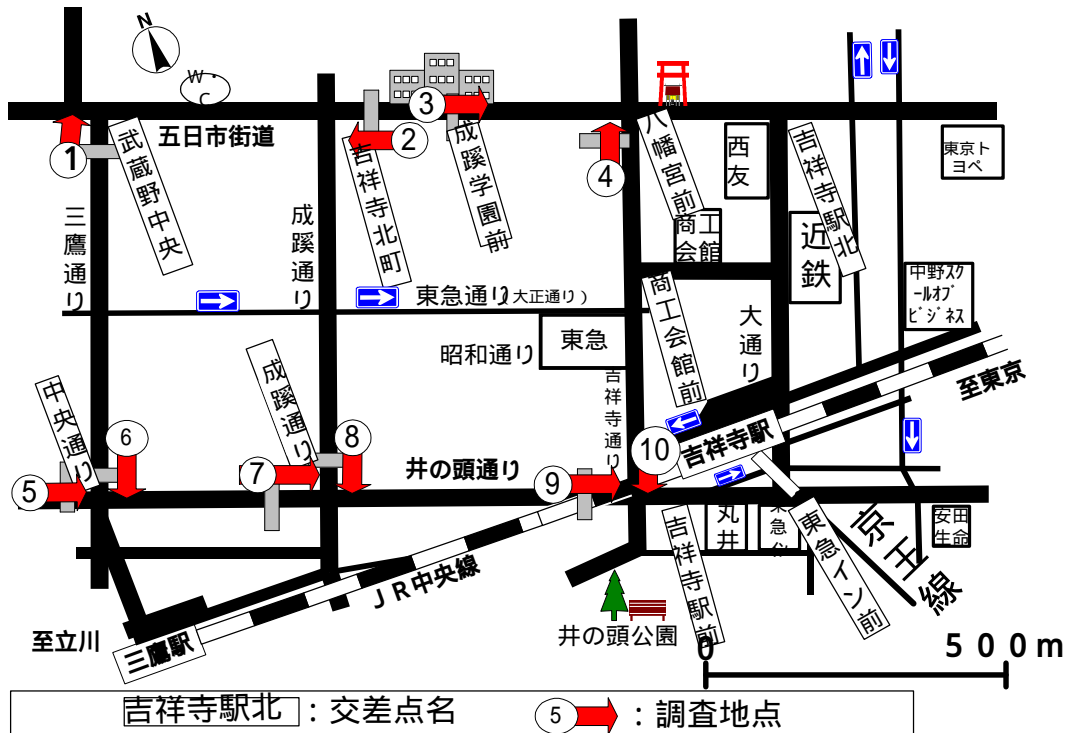 N
W・C
五日市街道
武蔵野中央
吉祥寺北町
成蹊学園前
八幡宮前
西友
吉祥寺駅北
東京トヨペ
1
2
3
4
三鷹通り
成蹊通り
商工会館
近鉄
中野スクールオブビジネス
東急通り(大正通り)
商工会館前
大通り
昭和通り
東急
吉祥寺通り
至東京
中央通り
成蹊通り
吉祥寺駅
井の頭通り
5
6
7
8
9
10
丸井
東急イン前
京王線
安田生命
吉祥寺駅前
JR中央線
至立川
三鷹駅
井の頭公園
0
500m
吉祥寺駅北:交差点名
5:調査地点